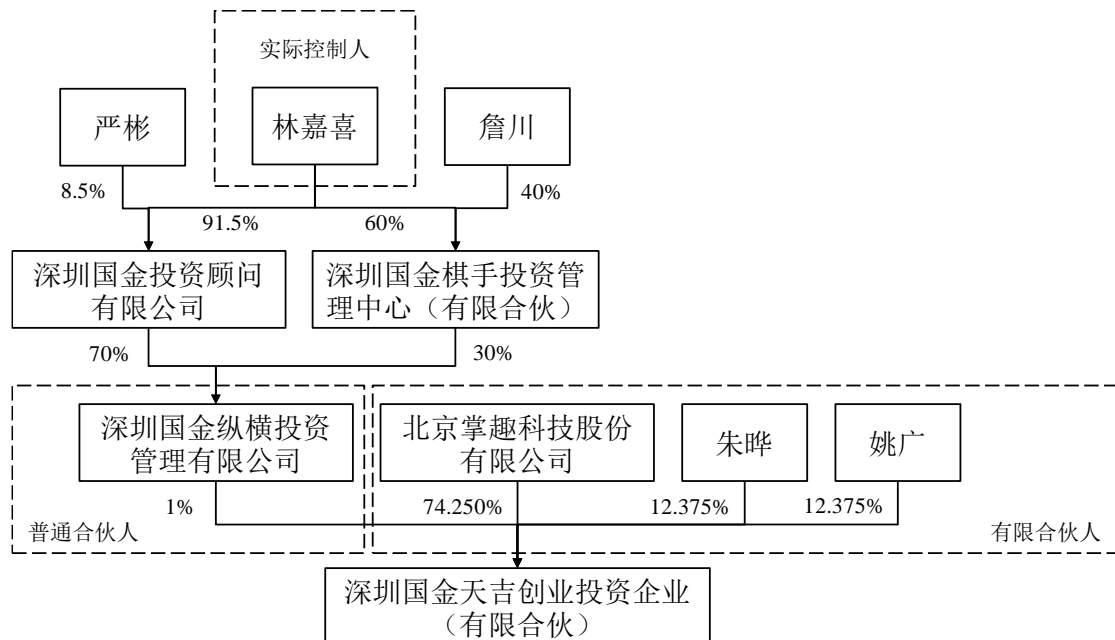 实际控制人
严彬
林嘉喜
詹川
8.5%
40%
91.5%
60%
深圳国金投资顾问
有限公司
深圳国金棋手投资管
理中心（有限合伙）
70%
30%
深圳国金纵横投资
管理有限公司
北京掌趣科技股份
有限公司
朱晔
姚广
1%
74.250%
12.375%
12.375%
普通合伙人
有限合伙人
深圳国金天吉创业投资企业
（有限合伙）